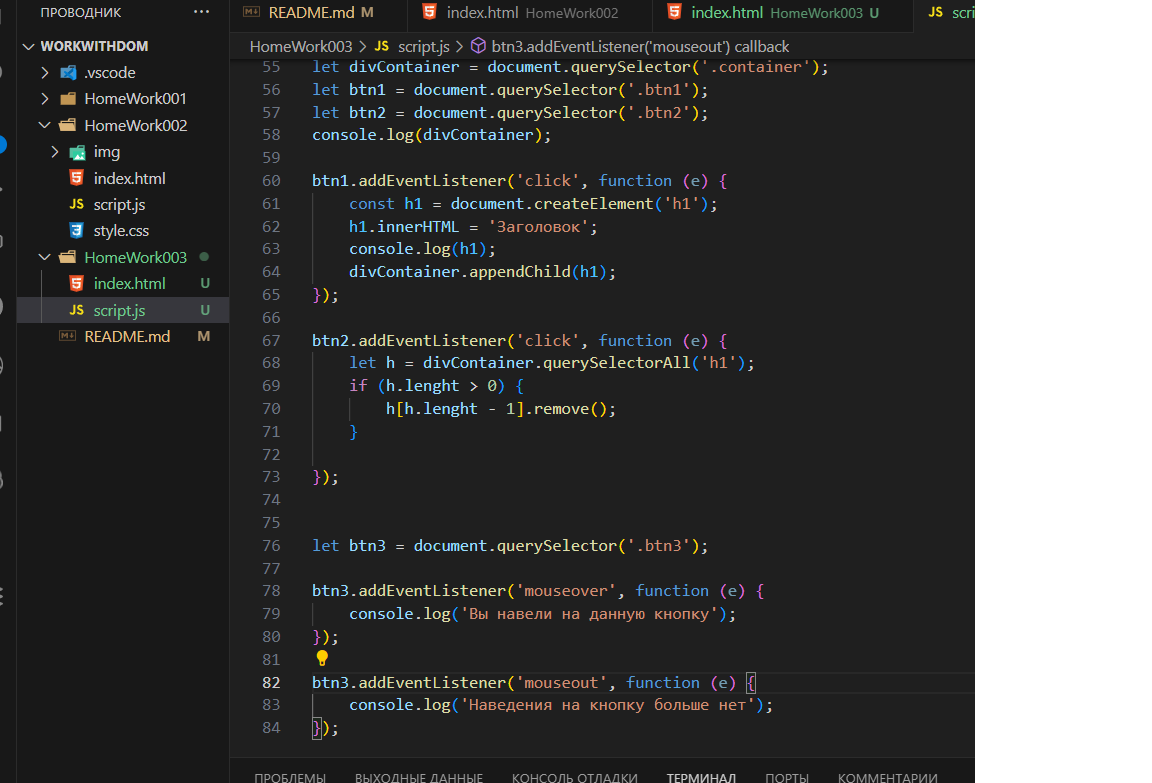 ПРОВОДНИК ···
WORKWITHDOM
.vscode
HomeWork001
HomeWork002
img
index.html
JS script.js
style.css
HomeWork003
index.html U
JS script.js U
README.md M
README.md M index.html HomeWork002 index.html HomeWork003 U JS scri
HomeWork003 > JS script.js > btn3.addEventListener('mouseout') callback
55 let divContainer = document.querySelector('.container');
56 let btn1 = document.querySelector('.btn1');
57 let btn2 = document.querySelector('.btn2');
58 console.log(divContainer);
59
60 btn1.addEventListener('click', function (e) {
61 const h1 = document.createElement('h1');
62 h1.innerHTML = 'Заголовок';
63 console.log(h1);
64 divContainer.appendChild(h1);
65 });
66
67 btn2.addEventListener('click', function (e) {
68 let h = divContainer.querySelectorAll('h1');
69 if (h.lenght > 0) {
70 h[h.lenght - 1].remove();
71 }
72
73 });
74
75
76 let btn3 = document.querySelector('.btn3');
77
78 btn3.addEventListener('mouseover', function (e) {
79 console.log('Вы навели на данную кнопку');
80 });
81
82 btn3.addEventListener('mouseout', function (e) {
83 console.log('Наведения на кнопку больше нет');
84 });
ПРОБЛЕМЫ ВЫХОДНЫЕ ДАННЫЕ КОНСОЛЬ ОТЛАДКИ ТЕРМИНАЛ ПОРТЫ КОММЕНТАРИИ